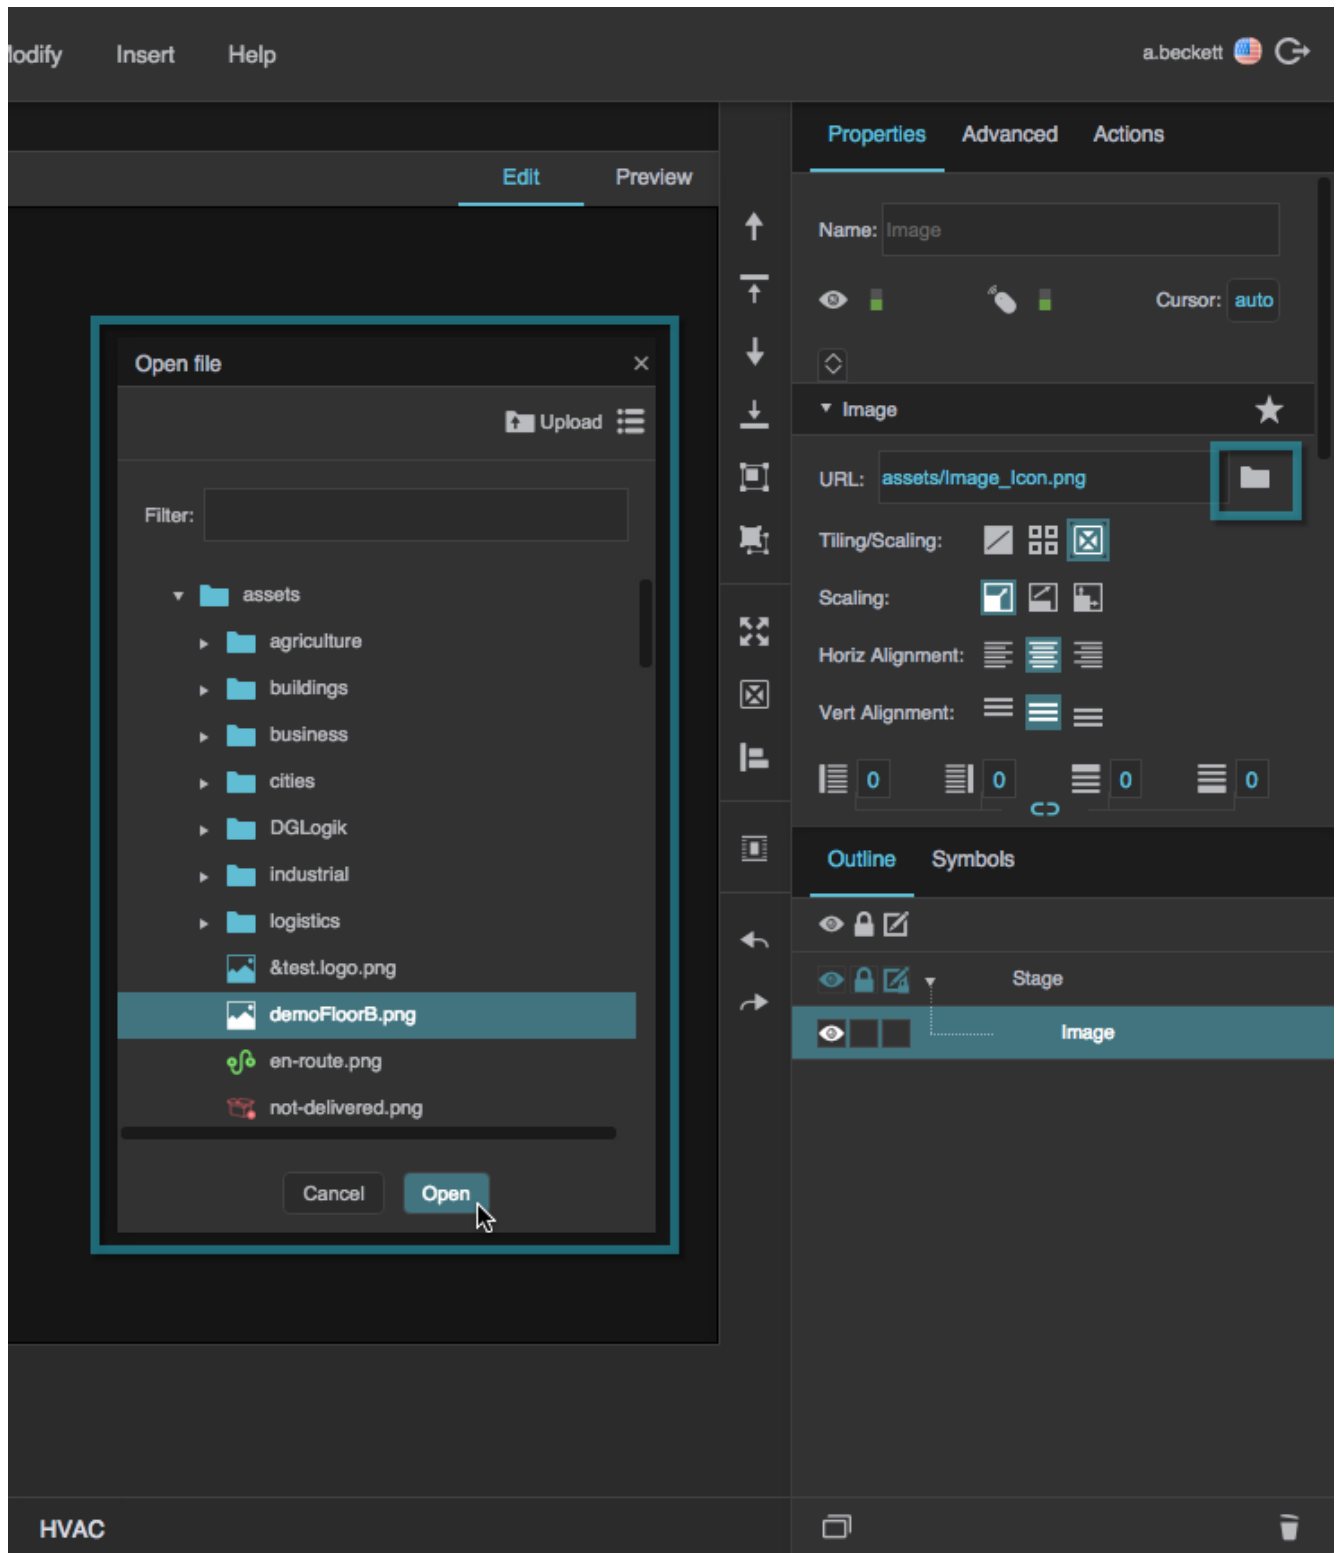 Modify Insert Help
a.beckett
Properties Advanced Actions
Edit Preview
Name: Image
Cursor: auto
Open file
Upload
Filter:
assets
agriculture
buildings
business
cities
DGLogik
industrial
logistics
&test.logo.png
demoFloorB.png
en-route.png
not-delivered.png
Cancel Open
Image
URL: assets/Image_Icon.png
Tiling/Scaling:
Scaling:
Horiz Alignment:
Vert Alignment:
0 0 0 0
Outline Symbols
Stage
Image
HVAC